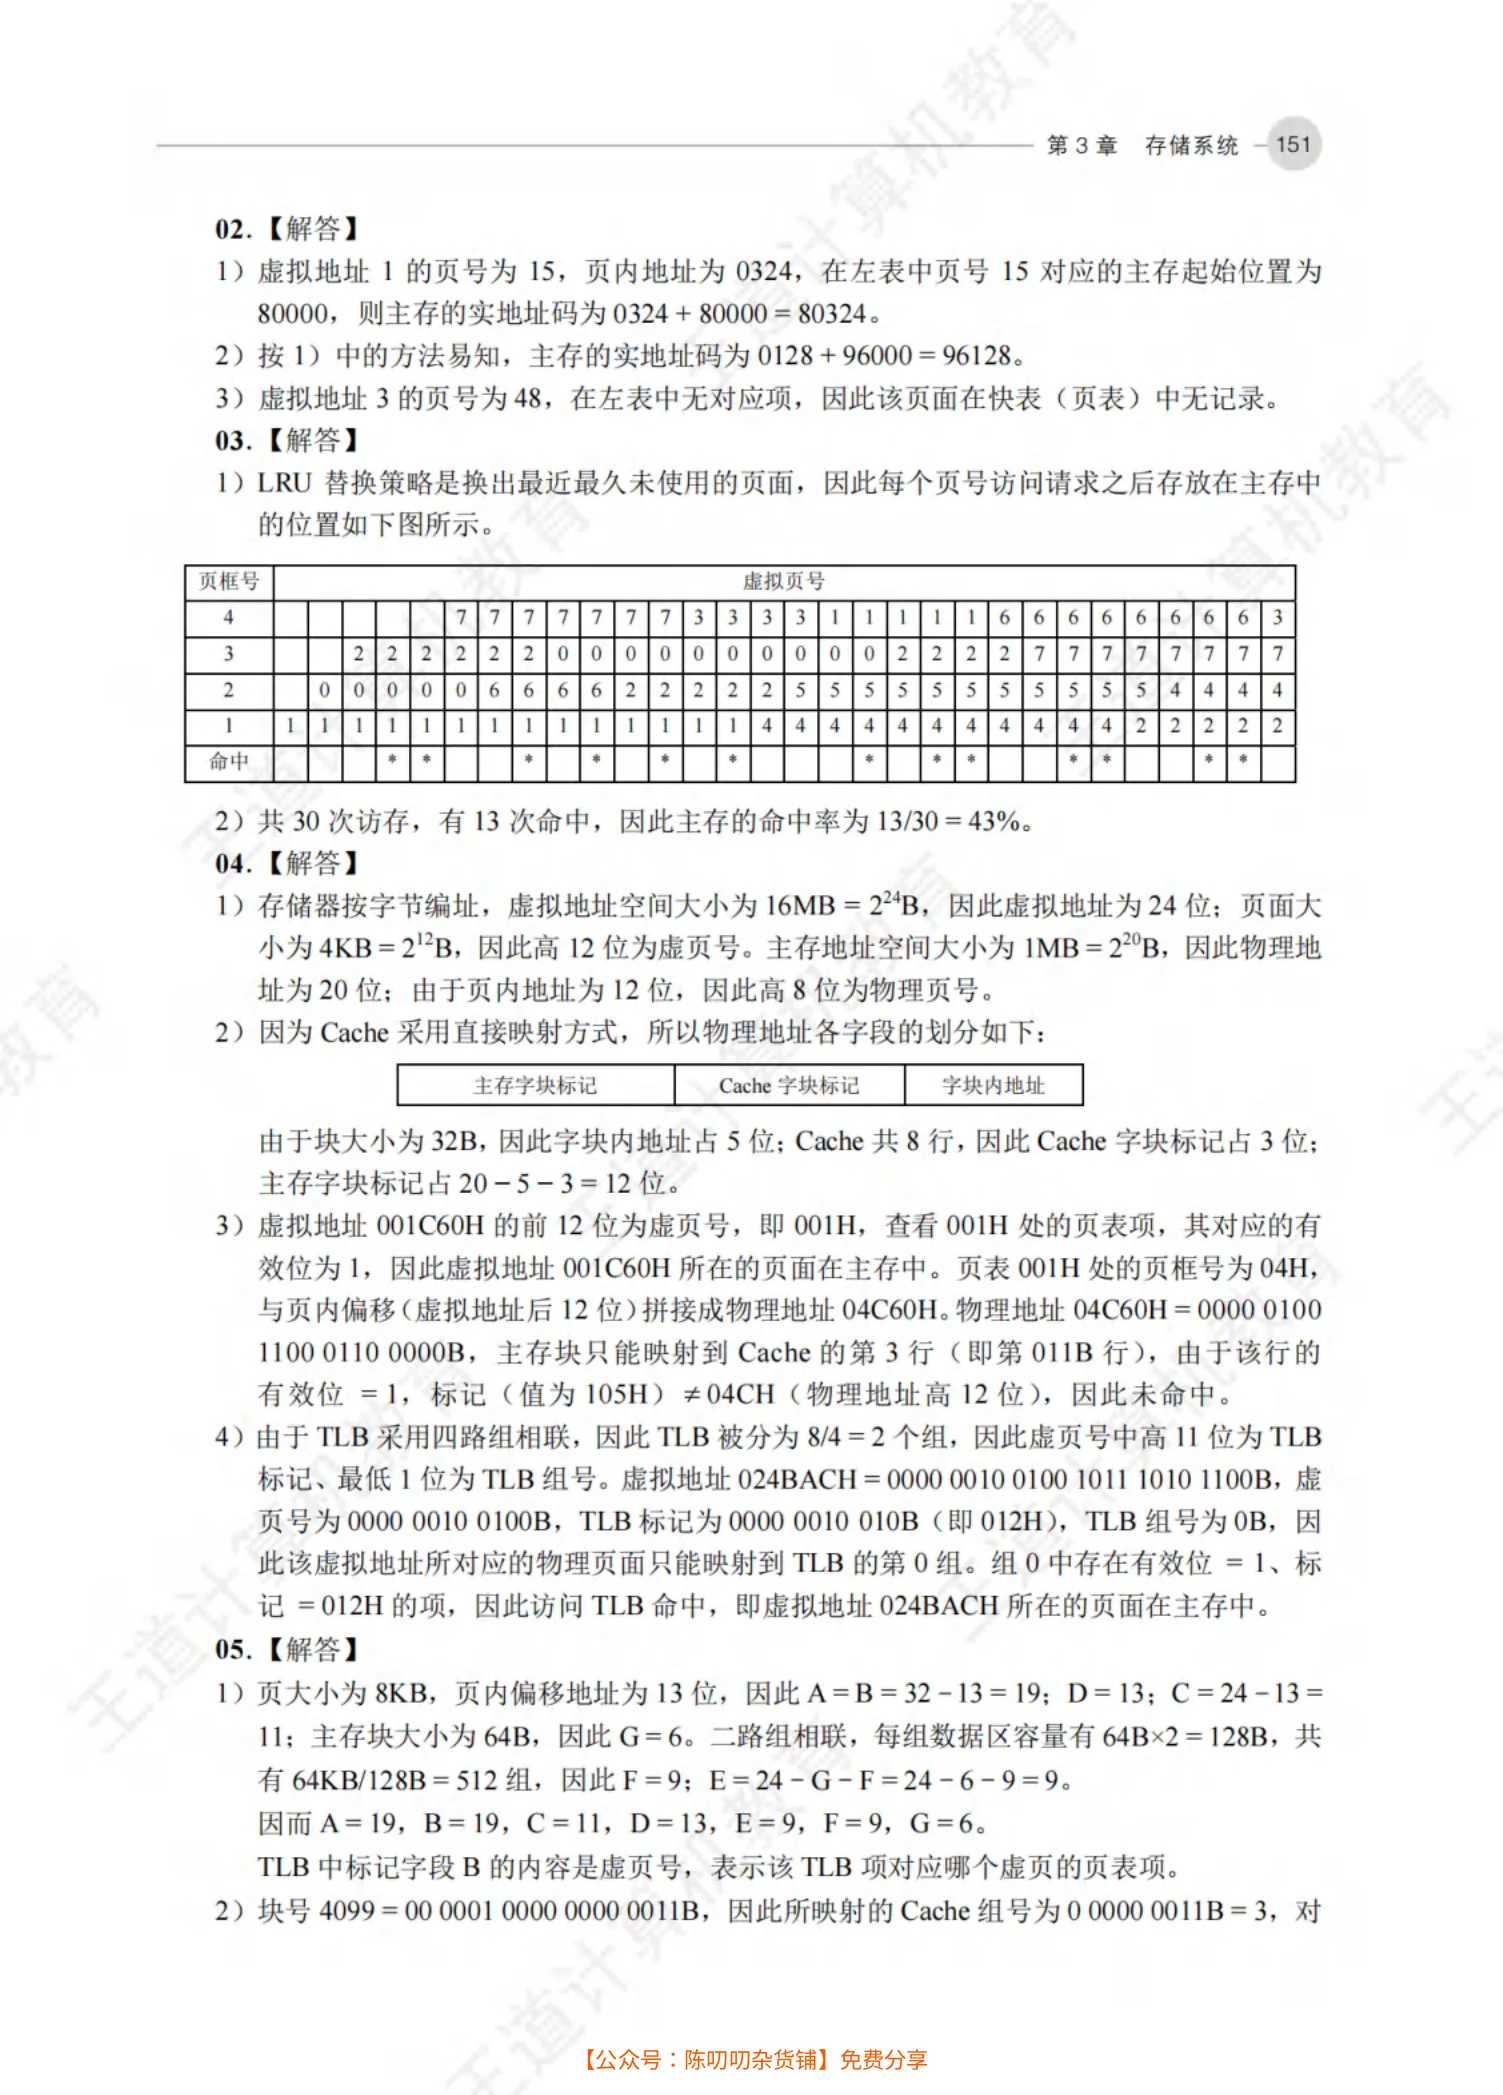 第 3 章 存储系统 151
02.【解答】
1）虚拟地址 1 的页号为 15，页内地址为 0324，在左表中页号 15 对应的主存起始位置为
80000，则主存的实地址码为 0324 + 80000 = 80324。
2）按 1）中的方法易知，主存的实地址码为 0128 + 96000 = 96128。
3）虚拟地址 3 的页号为 48，在左表中无对应项，因此该页面在快表（页表）中无记录。
03.【解答】
1）LRU 替换策略是换出最近最久未使用的页面，因此每个页号访问请求之后存放在主存中
的位置如下图所示。
页框号 虚拟页号
4 7 7 7 7 7 7 7 3 3 3 3 1 1 1 1 1 6 6 6 6 6 6 6 6 3
3 2 2 2 2 2 2 0 0 0 0 0 0 0 0 0 0 2 2 2 2 7 7 7 7 7 7 7 7
2 0 0 0 0 0 6 6 6 6 2 2 2 2 2 5 5 5 5 5 5 5 5 5 5 5 4 4 4 4
1 1 1 1 1 1 1 1 1 1 1 1 1 1 1 4 4 4 4 4 4 4 4 4 4 4 2 2 2 2 2
命中 * * * * * * * * * * * * *
2）共 30 次访存，有 13 次命中，因此主存的命中率为 13/30 = 43%。
04.【解答】
1）存储器按字节编址，虚拟地址空间大小为 16MB = 2²⁴B，因此虚拟地址为 24 位；页面大
小为 4KB = 2¹²B，因此高 12 位为虚页号。主存地址空间大小为 1MB = 2²⁰B，因此物理地
址为 20 位；由于页内地址为 12 位，因此高 8 位为物理页号。
2）因为 Cache 采用直接映射方式，所以物理地址各字段的划分如下：
主存字块标记 Cache 字块标记 字块内地址
由于块大小为 32B，因此字块内地址占 5 位；Cache 共 8 行，因此 Cache 字块标记占 3 位；
主存字块标记占 20 − 5 − 3 = 12 位。
3）虚拟地址 001C60H 的前 12 位为虚页号，即 001H，查看 001H 处的页表项，其对应的有
效位为 1，因此虚拟地址 001C60H 所在的页面在主存中。页表 001H 处的页框号为 04H，
与页内偏移（虚拟地址后 12 位）拼接成物理地址 04C60H。物理地址 04C60H = 0000 0100
1100 0110 0000B，主存块只能映射到 Cache 的第 3 行（即第 011B 行），由于该行的
有效位 = 1，标记（值为 105H）≠04CH（物理地址高 12 位），因此未命中。
4）由于 TLB 采用四路组相联，因此 TLB 被分为 8/4 = 2 个组，因此虚页号中高 11 位为 TLB
标记、最低 1 位为 TLB 组号。虚拟地址 024BACH = 0000 0010 0100 1011 1010 1100B，虚
页号为 0000 0010 0100B，TLB 标记为 0000 0010 010B（即 012H），TLB 组号为 0B，因
此该虚拟地址所对应的物理页面只能映射到 TLB 的第 0 组。组 0 中存在有效位 = 1、标
记 = 012H 的项，因此访问 TLB 命中，即虚拟地址 024BACH 所在的页面在主存中。
05.【解答】
1）页大小为 8KB，页内偏移地址为 13 位，因此 A = B = 32 − 13 = 19；D = 13；C = 24 − 13 =
11；主存块大小为 64B，因此 G = 6。二路组相联，每组数据区容量有 64B×2 = 128B，共
有 64KB/128B = 512 组，因此 F = 9；E = 24 − G − F = 24 − 6 − 9 = 9。
因而 A = 19，B = 19，C = 11，D = 13，E = 9，F = 9，G = 6。
TLB 中标记字段 B 的内容是虚页号，表示该 TLB 项对应哪个虚页的页表项。
2）块号 4099 = 00 0001 0000 0000 0011B，因此所映射的 Cache 组号为 0 0000 0011B = 3，对
【公众号：陈叨叨杂货铺】免费分享
王道计算机教育